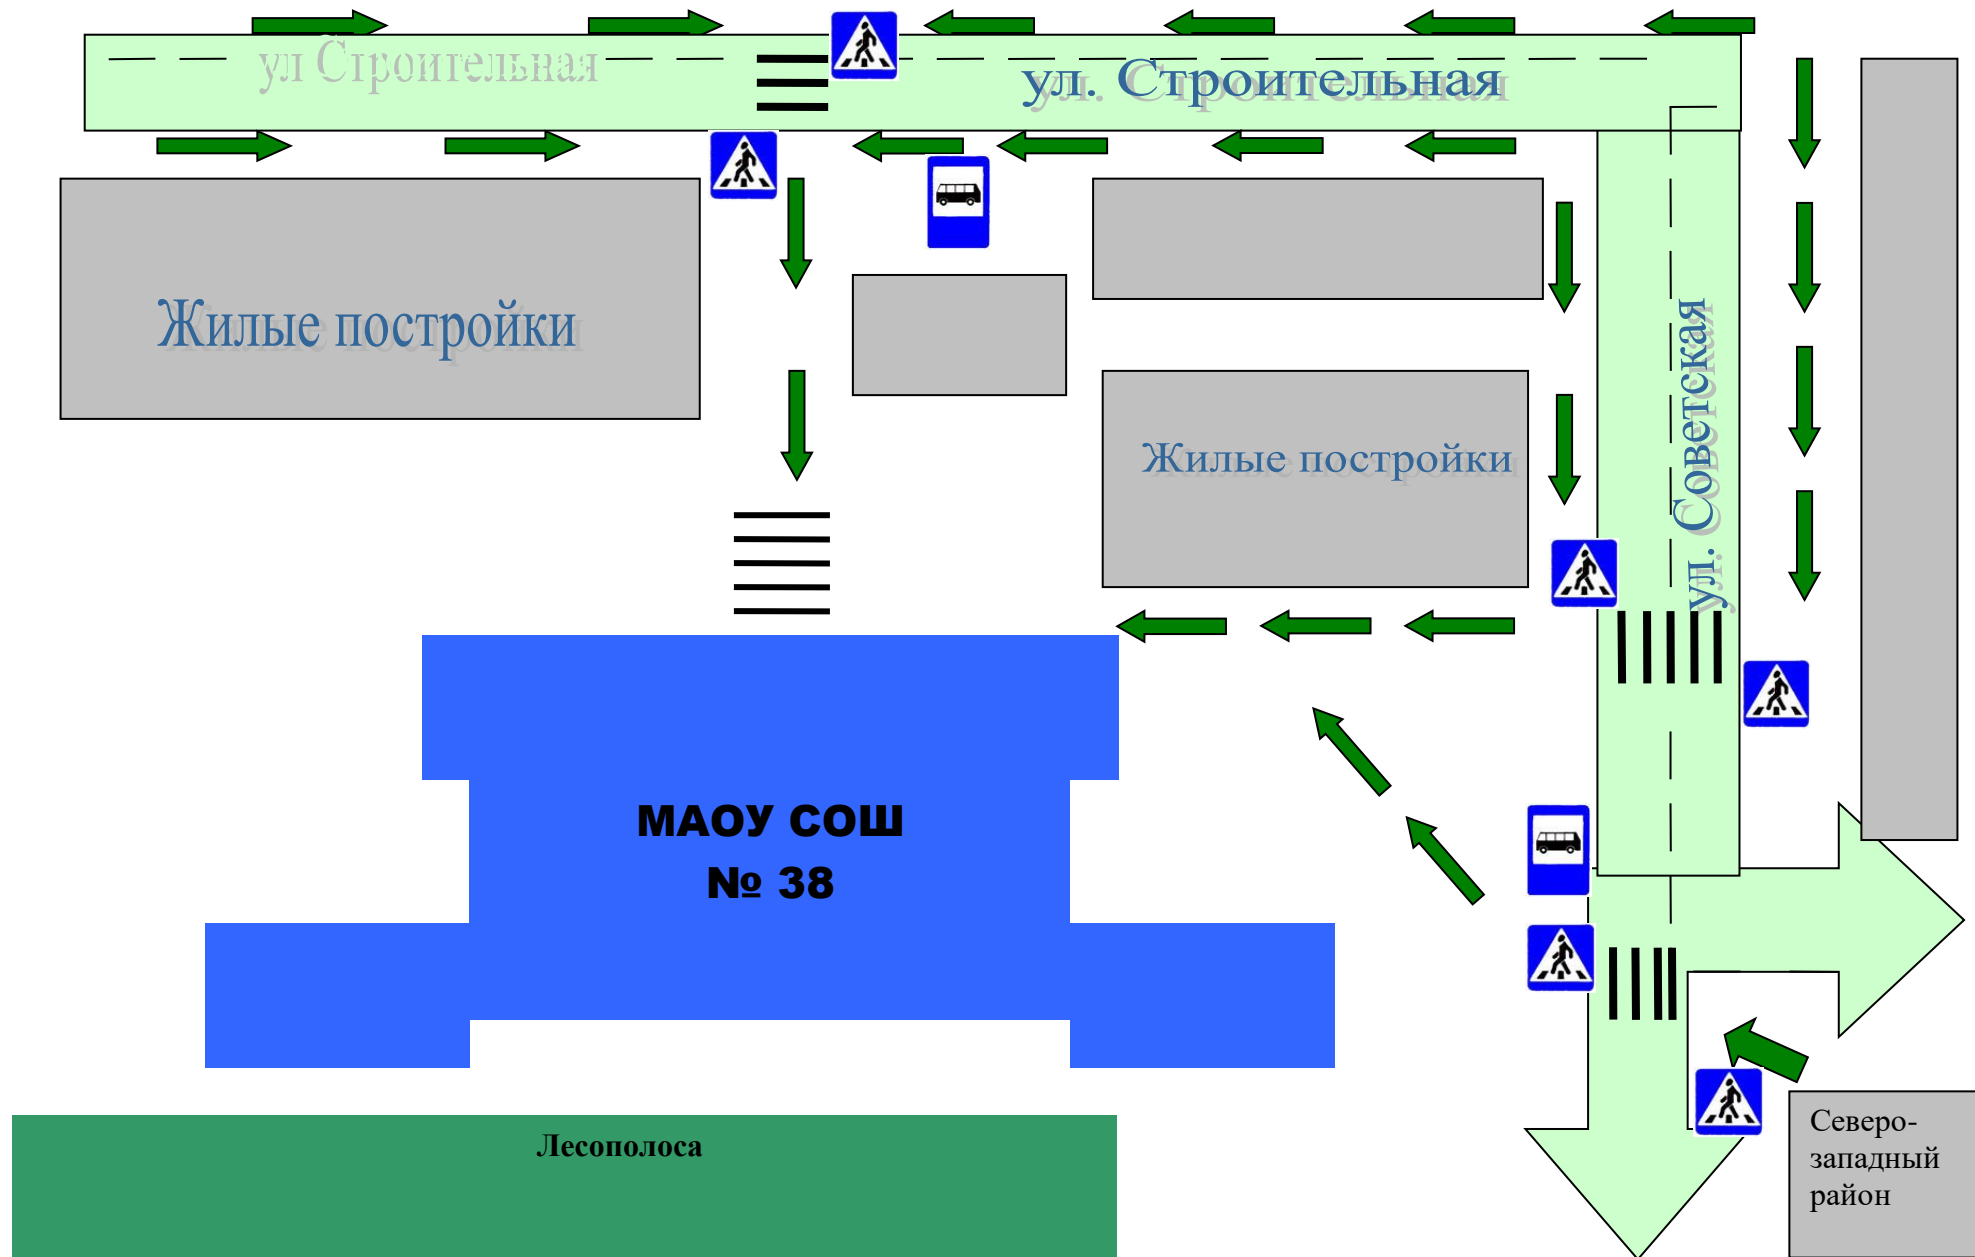 ул Строительная
ул. Строительная
Жилые постройки
Жилые постройки
ул. Советская
МАОУ СОШ
№ 38
Лесополоса
Северо-
западный
район